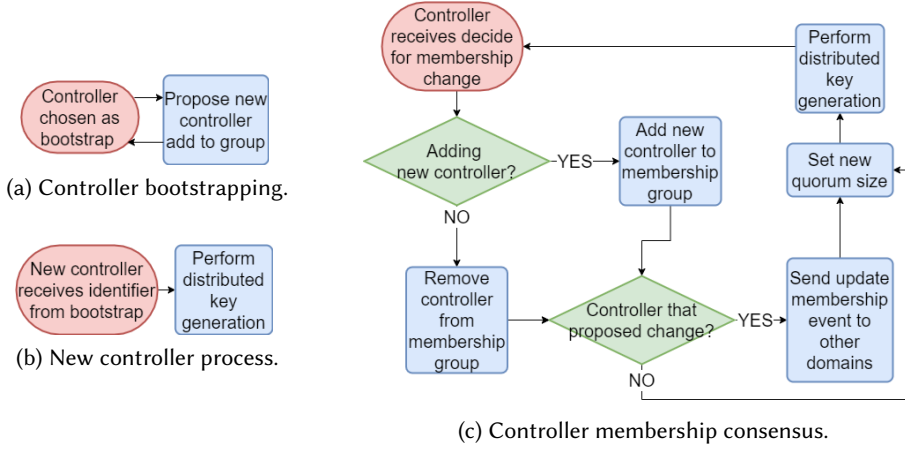 Controller
chosen as
bootstrap
Propose new
controller
add to group
(a) Controller bootstrapping.
New controller
receives identifier
from bootstrap
Perform
distributed
key
generation
(b) New controller process.
Controller
receives decide
for membership
change
Adding
new controller?
YES
Add new
controller to
membership
group
NO
Remove
controller
from
membership
group
Controller that
proposed change?
YES
NO
Send update
membership
event to
other
domains
Set new
quorum size
Perform
distributed
key
generation
(c) Controller membership consensus.